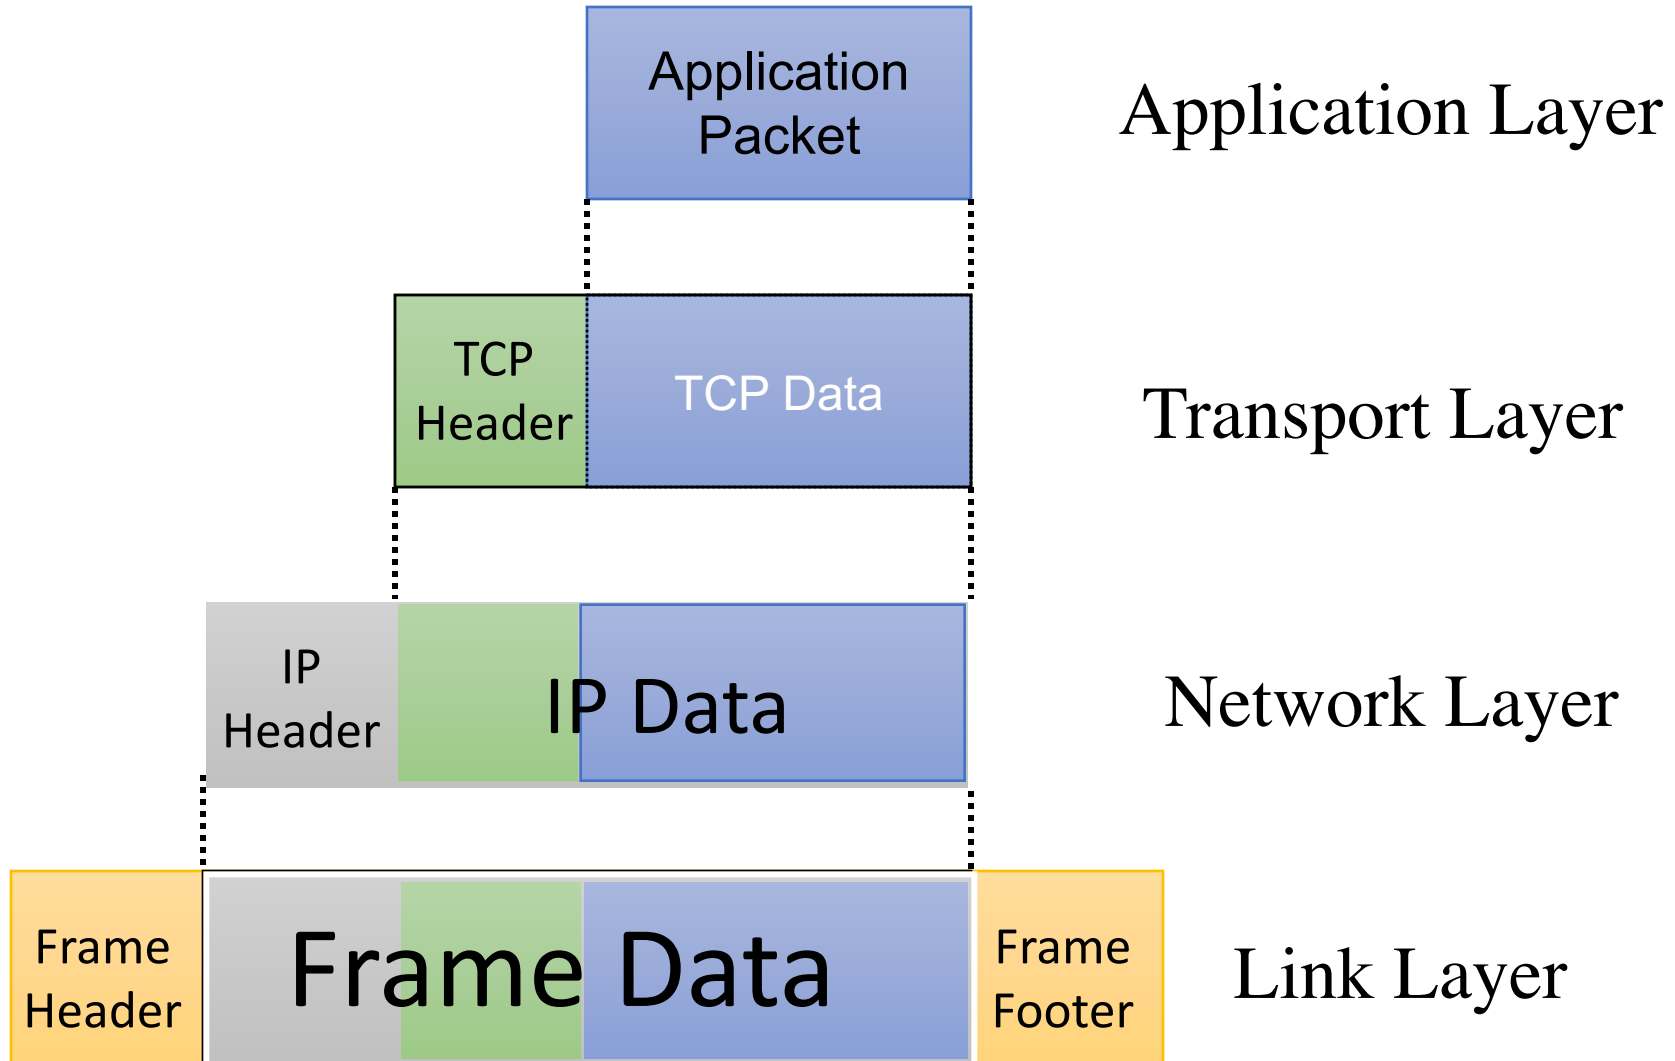 Application
Packet
Application Layer
TCP
Header
TCP Data
Transport Layer
IP
Header
IP Data
Network Layer
Frame
Header
Frame Data
Frame
Footer
Link Layer